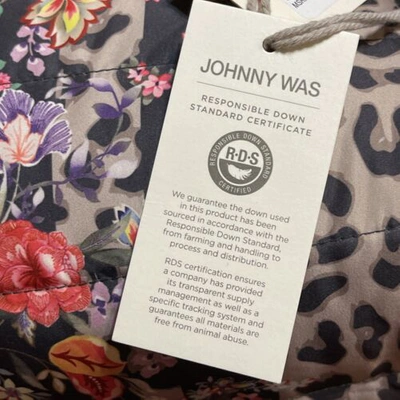 JOHNNY WAS
RESPONSIBLE DOWN
STANDARD CERTIFICATE
RESPONSIBLE DOWN STANDARD
R·D·S
CERTIFIED
We guarantee the down used
in this product has been
sourced in accordance with the
Responsible Down Standard,
from farming and handling to
process and distribution.
RDS certification ensures
a company has provided
its transparent supply
management as well as a
specific tracking system and
guarantees all materials are
free from animal abuse.